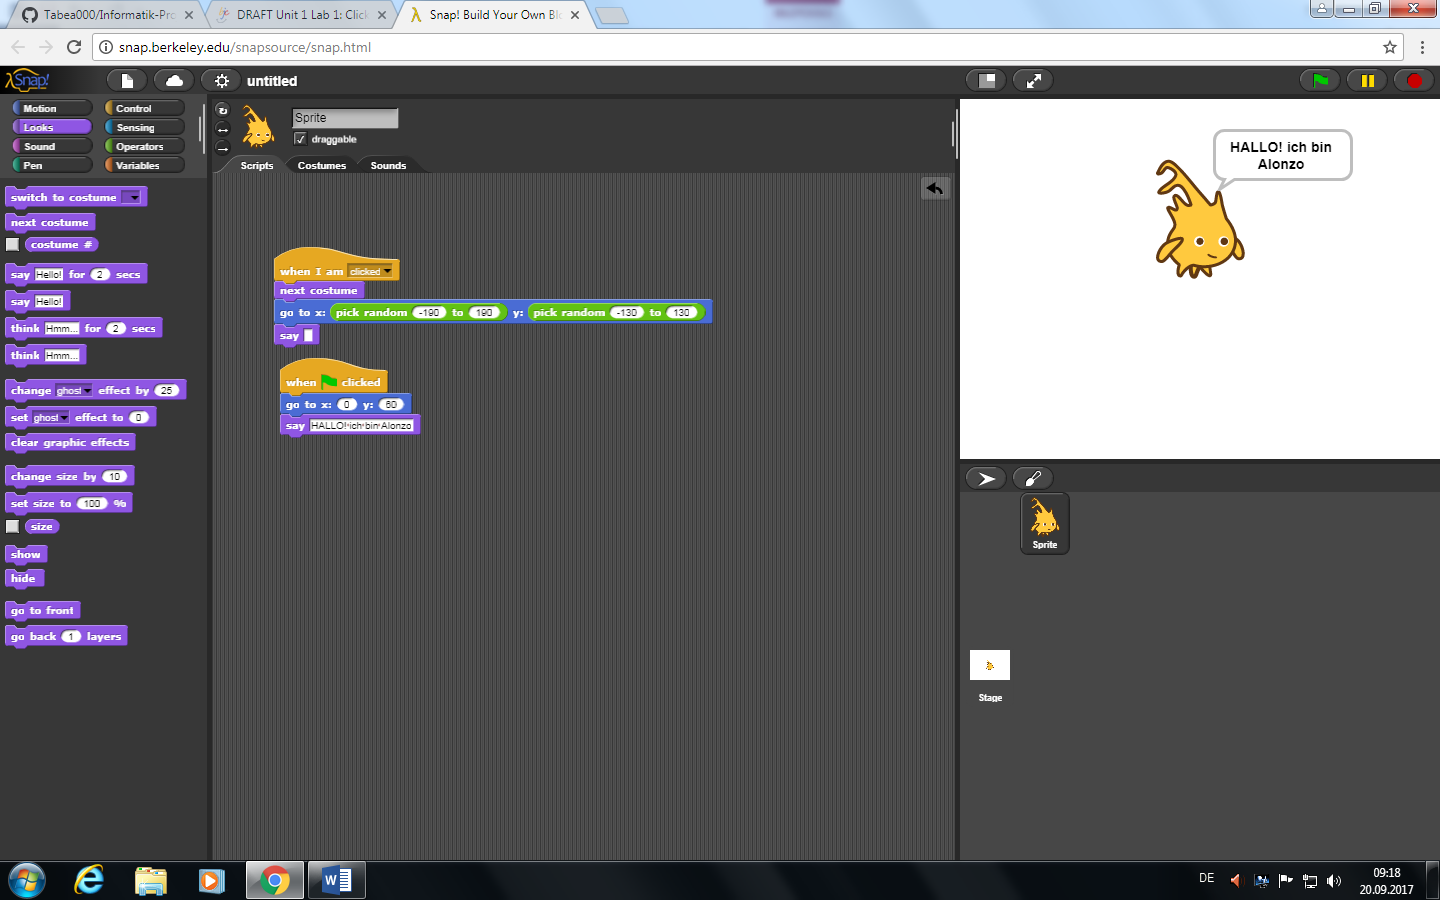 Tabea000/Informatik-Pro
DRAFT Unit 1 Lab 1: Click
Snap! Build Your Own Blo
snap.berkeley.edu/snapsource/snap.html
Snap!
untitled
Motion
Control
Looks
Sensing
Sound
Operators
Pen
Variables
switch to costume
next costume
costume #
say Hello! for 2 secs
say Hello!
think Hmm... for 2 secs
think Hmm...
change ghost effect by 25
set ghost effect to 0
clear graphic effects
change size by 10
set size to 100 %
size
show
hide
go to front
go back 1 layers
Sprite
draggable
Scripts
Costumes
Sounds
when I am clicked
next costume
go to x: pick random -190 to 190 y: pick random -130 to 130
say
when clicked
go to x: 0 y: 60
say HALLO! ich bin Alonzo
HALLO! ich bin
Alonzo
Sprite
Stage
DE
09:18
20.09.2017